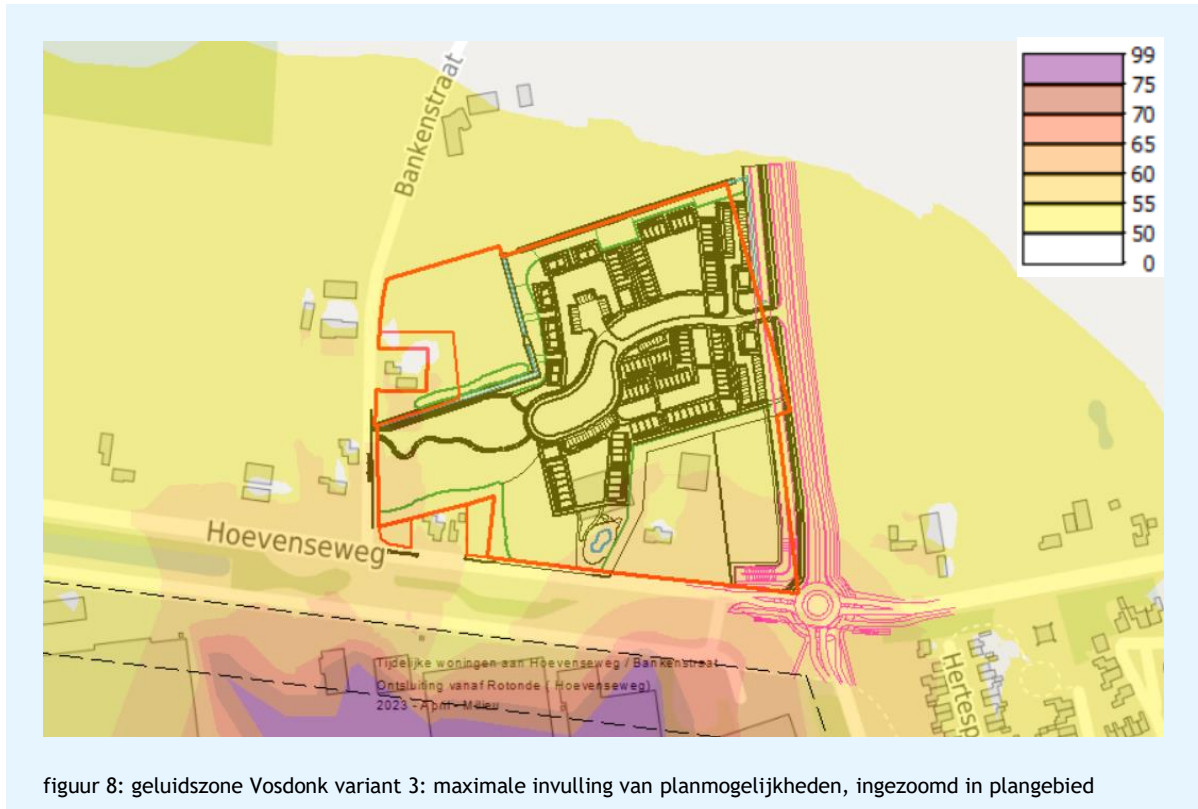 Bankenstraat
99
75
70
65
60
55
50
0
Hoevenseweg
Tijdelijke woningen aan Hoevenseweg / Bankenstraat
Ontsluiting vanaf Rotonde ( Hoevenseweg)
2023 - April - Milieu
Hertesp
figuur 8: geluidszone Vosdonk variant 3: maximale invulling van planmogelijkheden, ingezoomd in plangebied